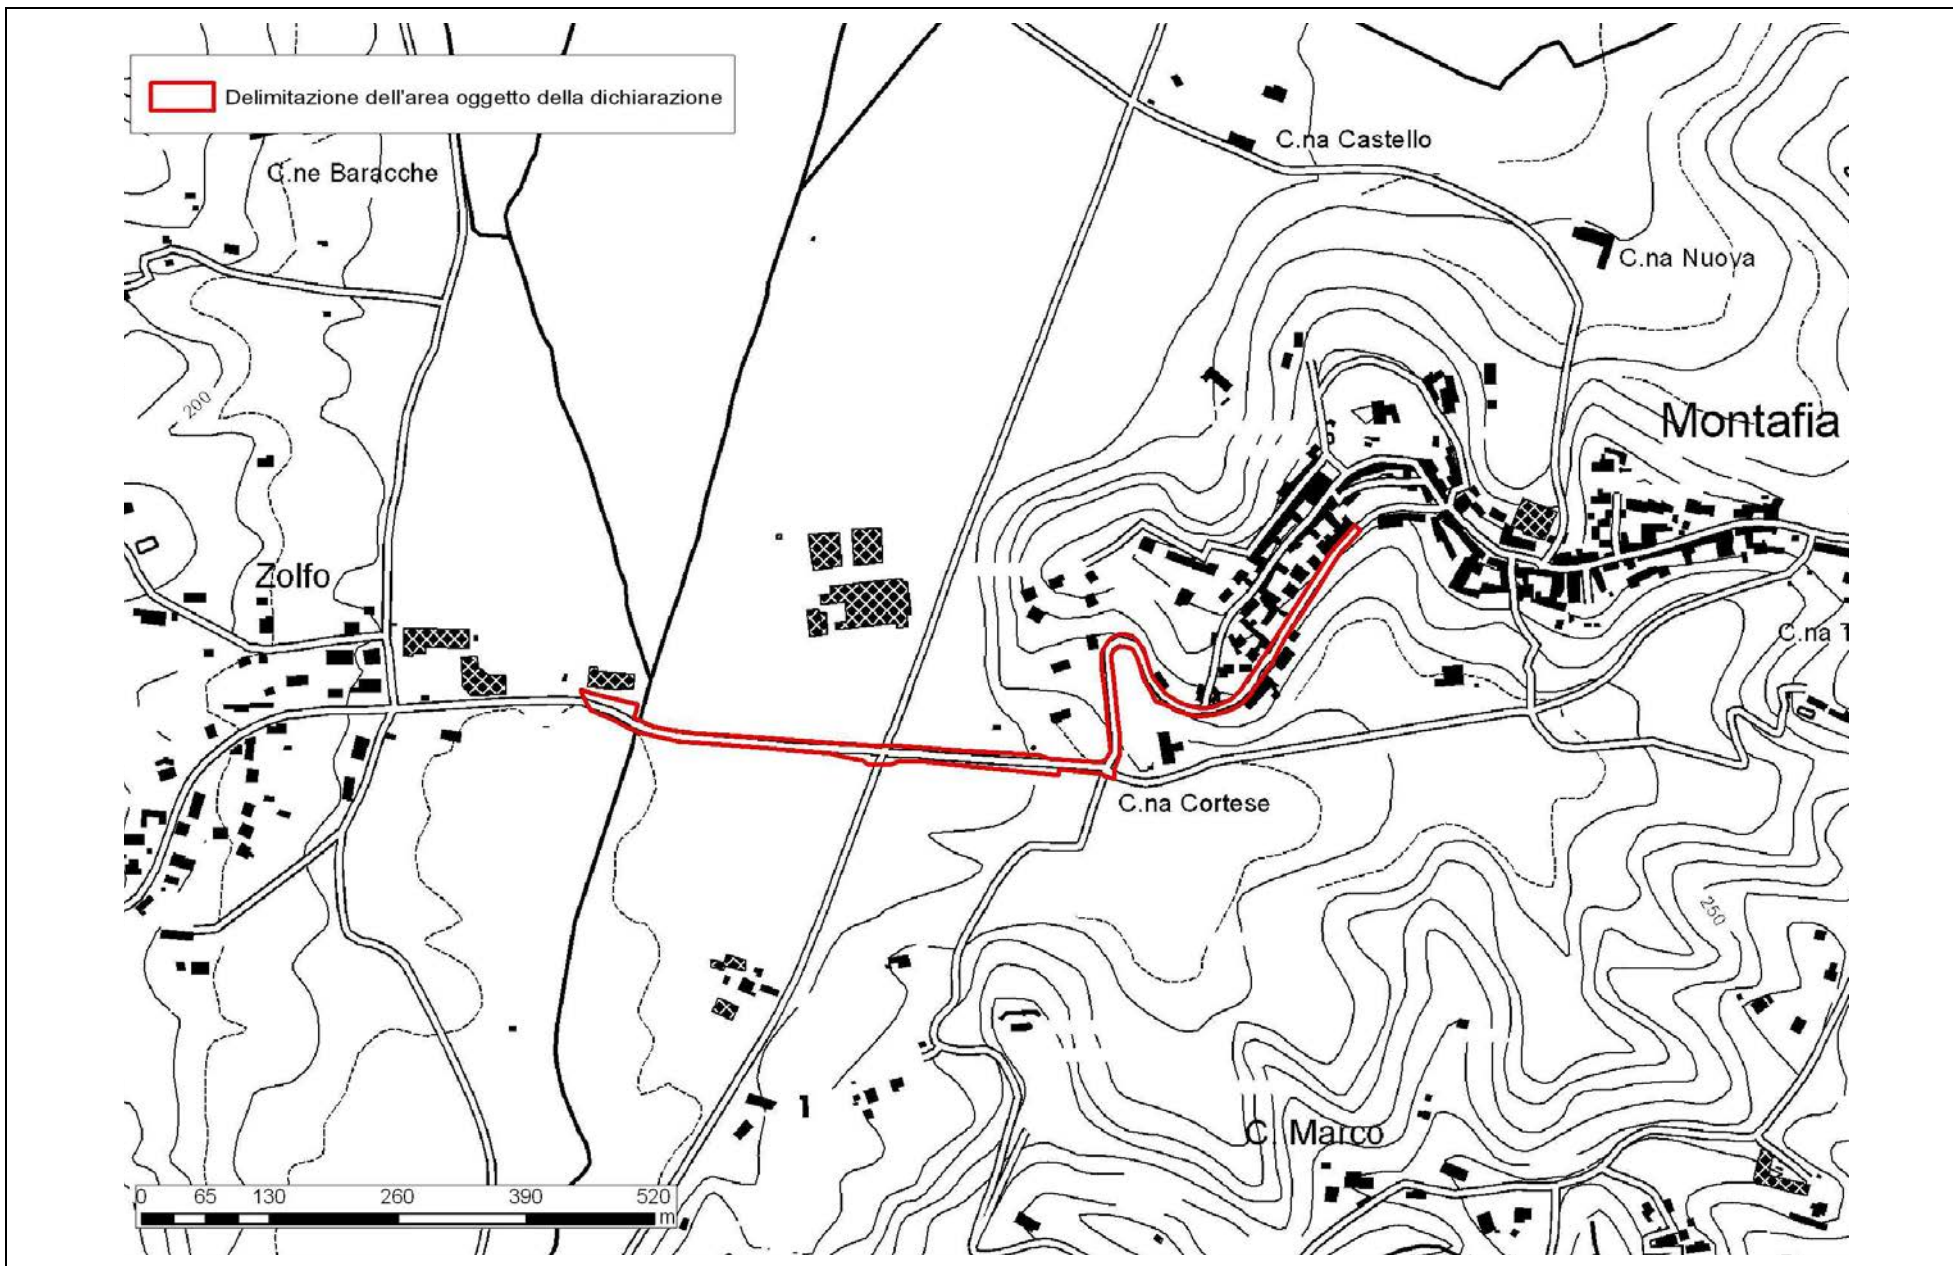 Delimitazione dell'area oggetto della dichiarazione
C.na Castello
C.ne Baracche
C.na Nuova
200
Montafia
Zolfo
C.na
C.na Cortese
250
C. Marco
0 65 130 260 390 520
m